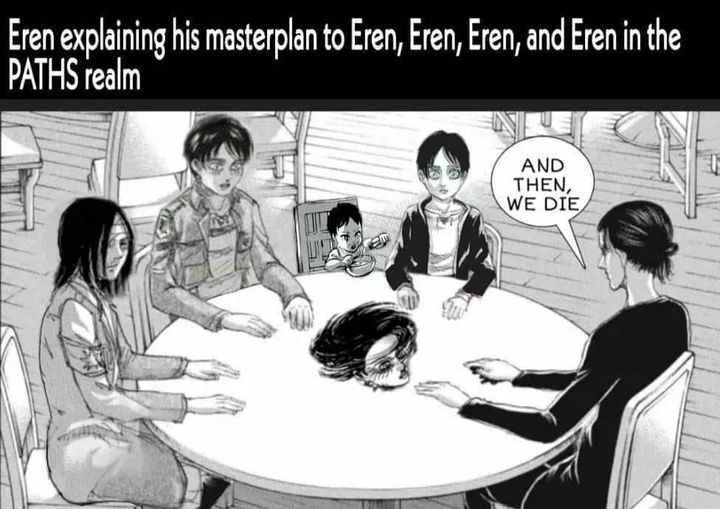 Eren explaining his masterplan to Eren, Eren, Eren, and Eren in the
PATHS realm
AND
THEN,
WE DIE